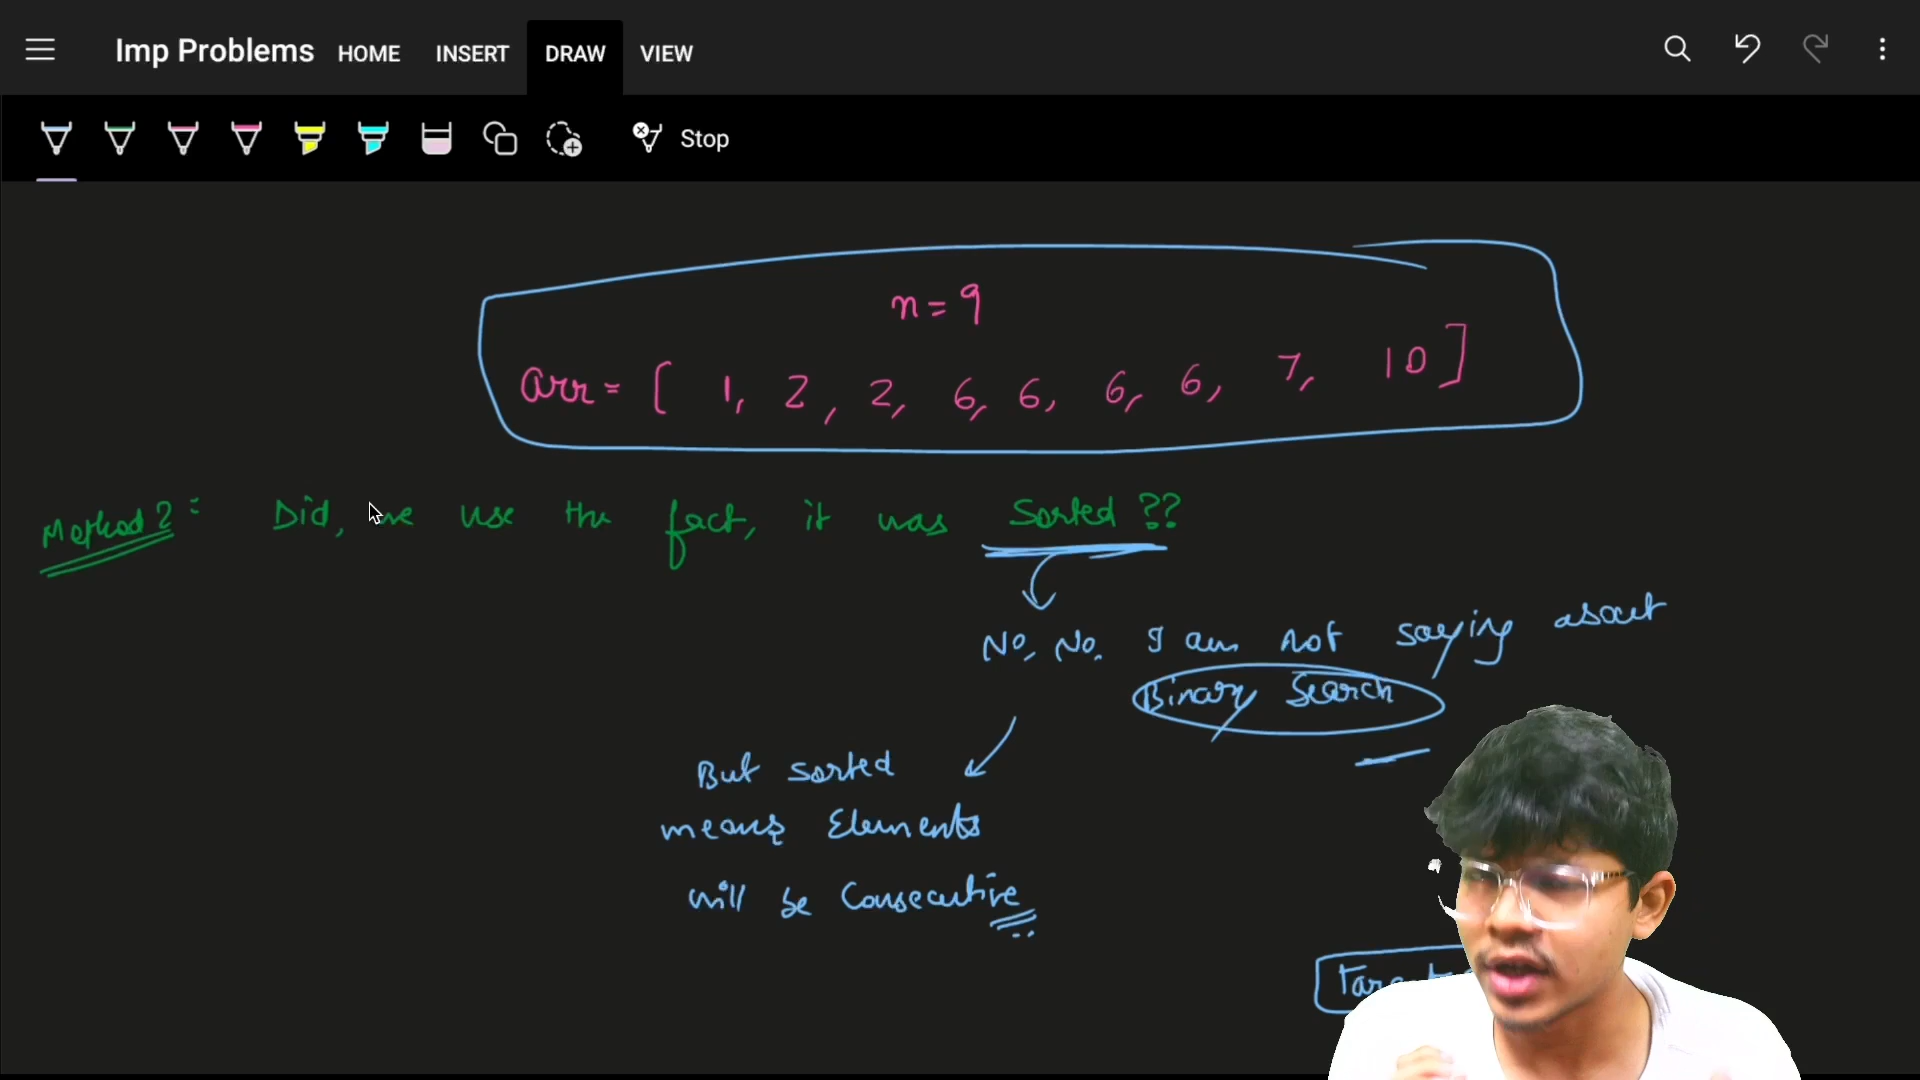 Imp Problems HOME INSERT DRAW VIEW
Stop
n = 9
arr = [ 1, 2, 2, 6, 6, 6, 6, 7, 10 ]
Method 2: Did, we use the fact, it was Sorted ??
No, No. I am not saying about
Binary Search
But sorted
means Elements
will be Consecutive